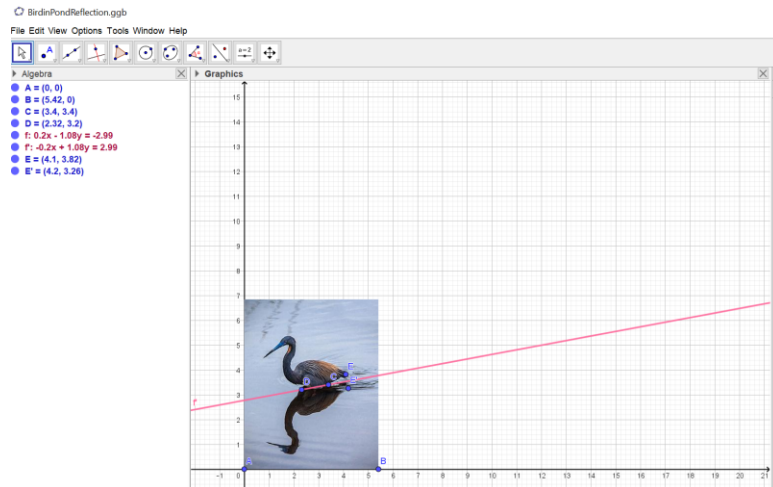 BirdinPondReflection.ggb
File Edit View Options Tools Window Help
A
a=2
Algebra
Graphics
A = (0, 0)
B = (5.42, 0)
C = (3.4, 3.4)
D = (2.32, 3.2)
f: 0.2x - 1.08y = -2.99
f': -0.2x + 1.08y = 2.99
E = (4.1, 3.82)
E' = (4.2, 3.26)
15
14
13
12
11
10
9
8
7
6
5
4
3
2
1
E
D C E'
f
A B
-1 0 1 2 3 4 5 6 7 8 9 10 11 12 13 14 15 16 17 18 19 20 21